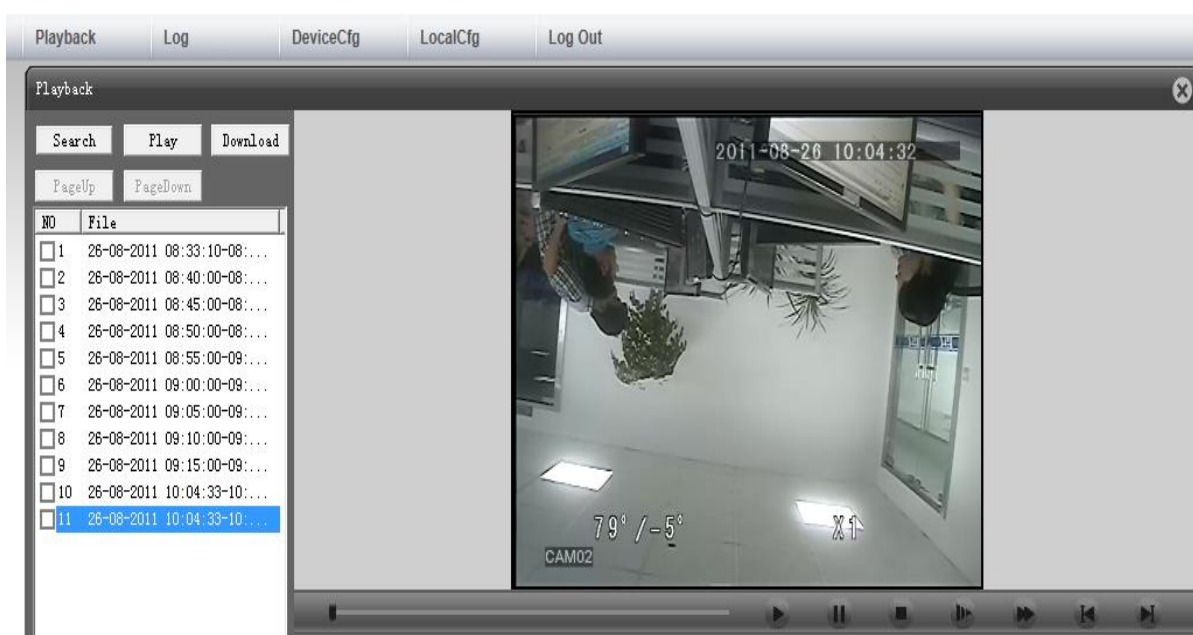 Playback Log DeviceCfg LocalCfg Log Out
Playback
Search Play Download
PageUp PageDown
NO File
1 26-08-2011 08:33:10-08:...
2 26-08-2011 08:40:00-08:...
3 26-08-2011 08:45:00-08:...
4 26-08-2011 08:50:00-08:...
5 26-08-2011 08:55:00-09:...
6 26-08-2011 09:00:00-09:...
7 26-08-2011 09:05:00-09:...
8 26-08-2011 09:10:00-09:...
9 26-08-2011 09:15:00-09:...
10 26-08-2011 10:04:33-10:...
11 26-08-2011 10:04:33-10:...
2011-08-26 10:04:32
79°/-5° X1
CAM02